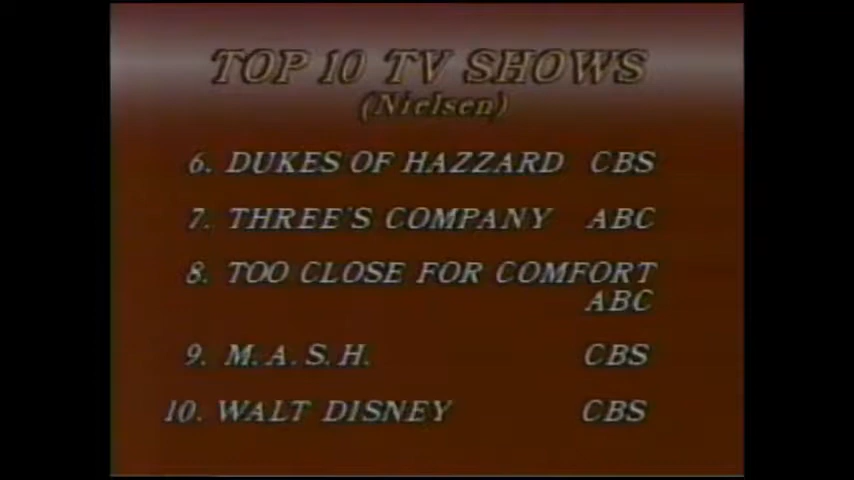 TOP 10 TV SHOWS
(Nielsen)
6. DUKES OF HAZZARD CBS
7. THREE'S COMPANY ABC
8. TOO CLOSE FOR COMFORT
ABC
9. M.A.S.H. CBS
10. WALT DISNEY CBS